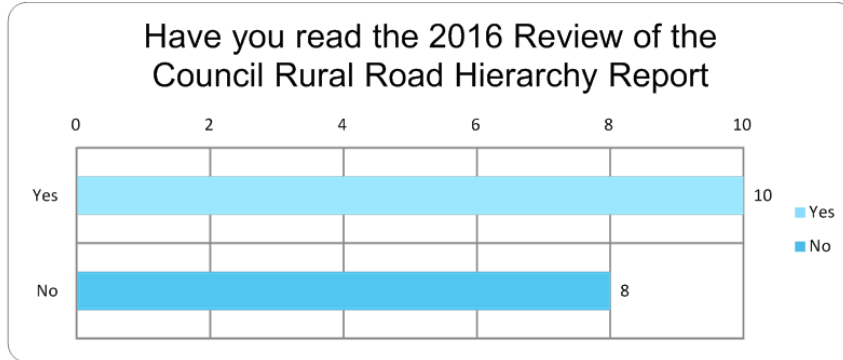 Have you read the 2016 Review of the
Council Rural Road Hierarchy Report
0 2 4 6 8 10
Yes 10
No 8
Yes
No